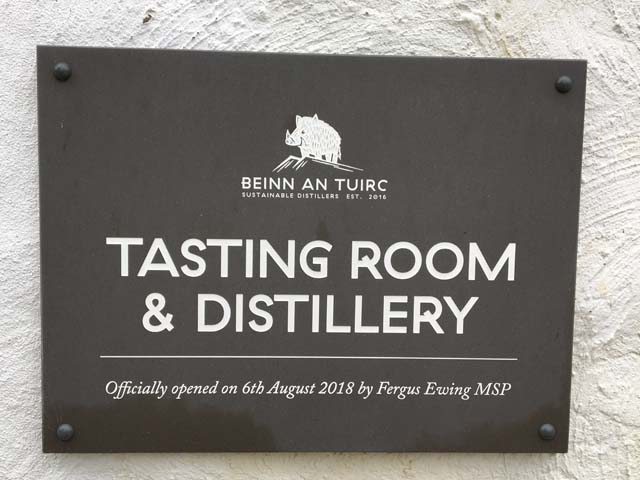 BEINN AN TUIRC
SUSTAINABLE DISTILLERS EST. 2016
TASTING ROOM
& DISTILLERY
Officially opened on 6th August 2018 by Fergus Ewing MSP